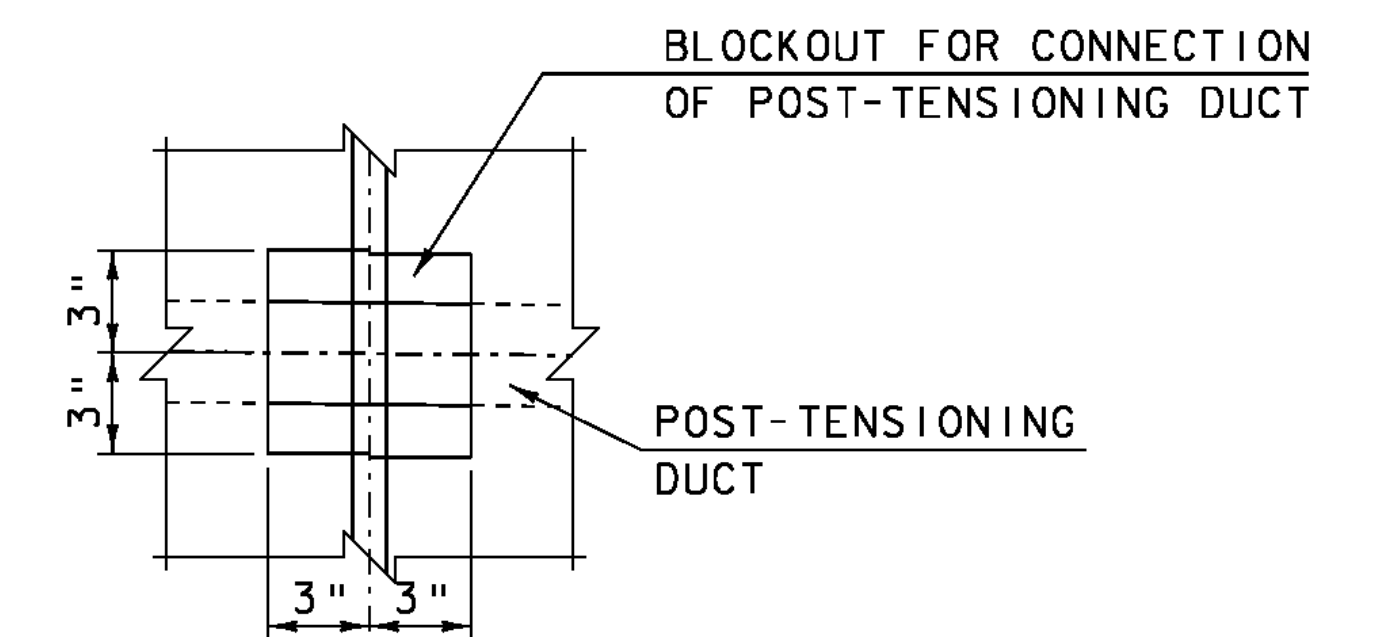 BLOCKOUT FOR CONNECTION
OF POST-TENSIONING DUCT
3"
3"
POST-TENSIONING
DUCT
3" 3"